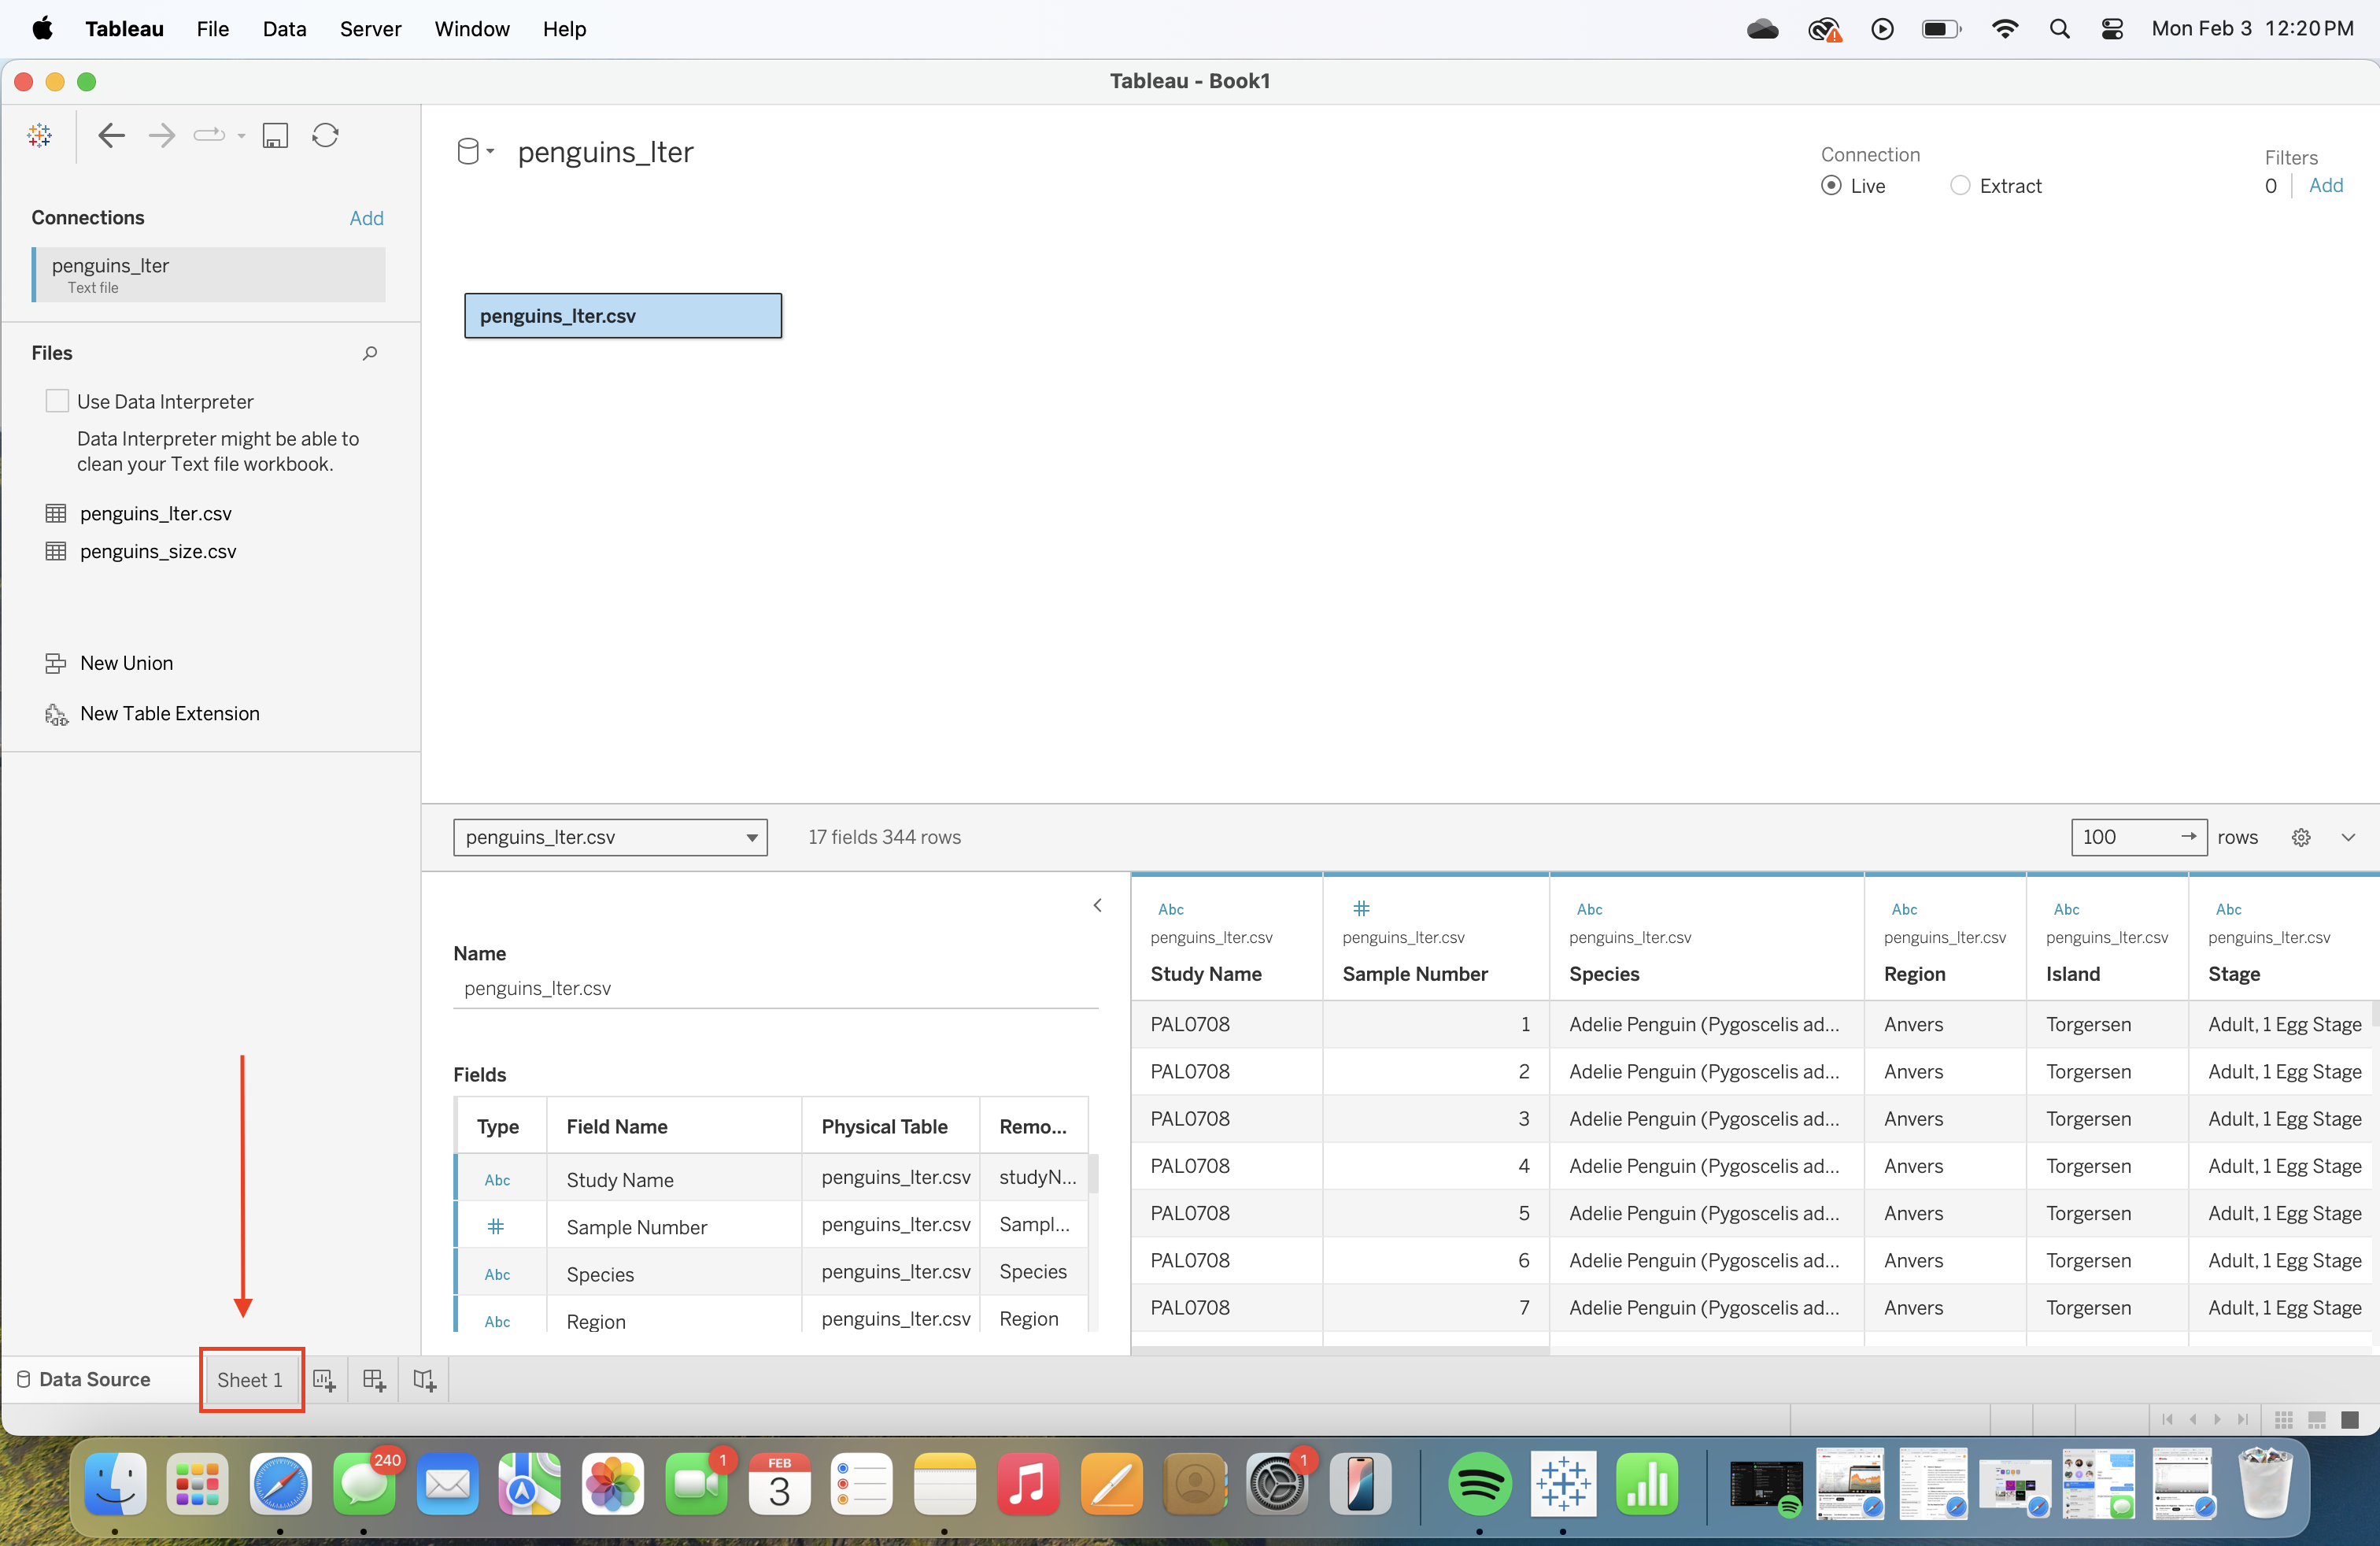 Tableau File Data Server Window Help Mon Feb 3 12:20 PM
Tableau - Book1
penguins_lter
Connection
Live Extract
Filters
0 Add
Connections Add
penguins_lter
Text file
penguins_lter.csv
Files
Use Data Interpreter
Data Interpreter might be able to
clean your Text file workbook.
penguins_lter.csv
penguins_size.csv
New Union
New Table Extension
penguins_lter.csv 17 fields 344 rows 100 rows
Name
penguins_lter.csv
Fields
Type Field Name Physical Table Remo...
Abc Study Name penguins_lter.csv studyN...
# Sample Number penguins_lter.csv Sampl...
Abc Species penguins_lter.csv Species
Abc Region penguins_lter.csv Region
Abc # Abc Abc Abc Abc
penguins_lter.csv penguins_lter.csv penguins_lter.csv penguins_lter.csv penguins_lter.csv penguins_lter.csv
Study Name Sample Number Species Region Island Stage
PAL0708 1 Adelie Penguin (Pygoscelis ad... Anvers Torgersen Adult, 1 Egg Stage
PAL0708 2 Adelie Penguin (Pygoscelis ad... Anvers Torgersen Adult, 1 Egg Stage
PAL0708 3 Adelie Penguin (Pygoscelis ad... Anvers Torgersen Adult, 1 Egg Stage
PAL0708 4 Adelie Penguin (Pygoscelis ad... Anvers Torgersen Adult, 1 Egg Stage
PAL0708 5 Adelie Penguin (Pygoscelis ad... Anvers Torgersen Adult, 1 Egg Stage
PAL0708 6 Adelie Penguin (Pygoscelis ad... Anvers Torgersen Adult, 1 Egg Stage
PAL0708 7 Adelie Penguin (Pygoscelis ad... Anvers Torgersen Adult, 1 Egg Stage
Data Source Sheet 1
240 1 FEB 3 1